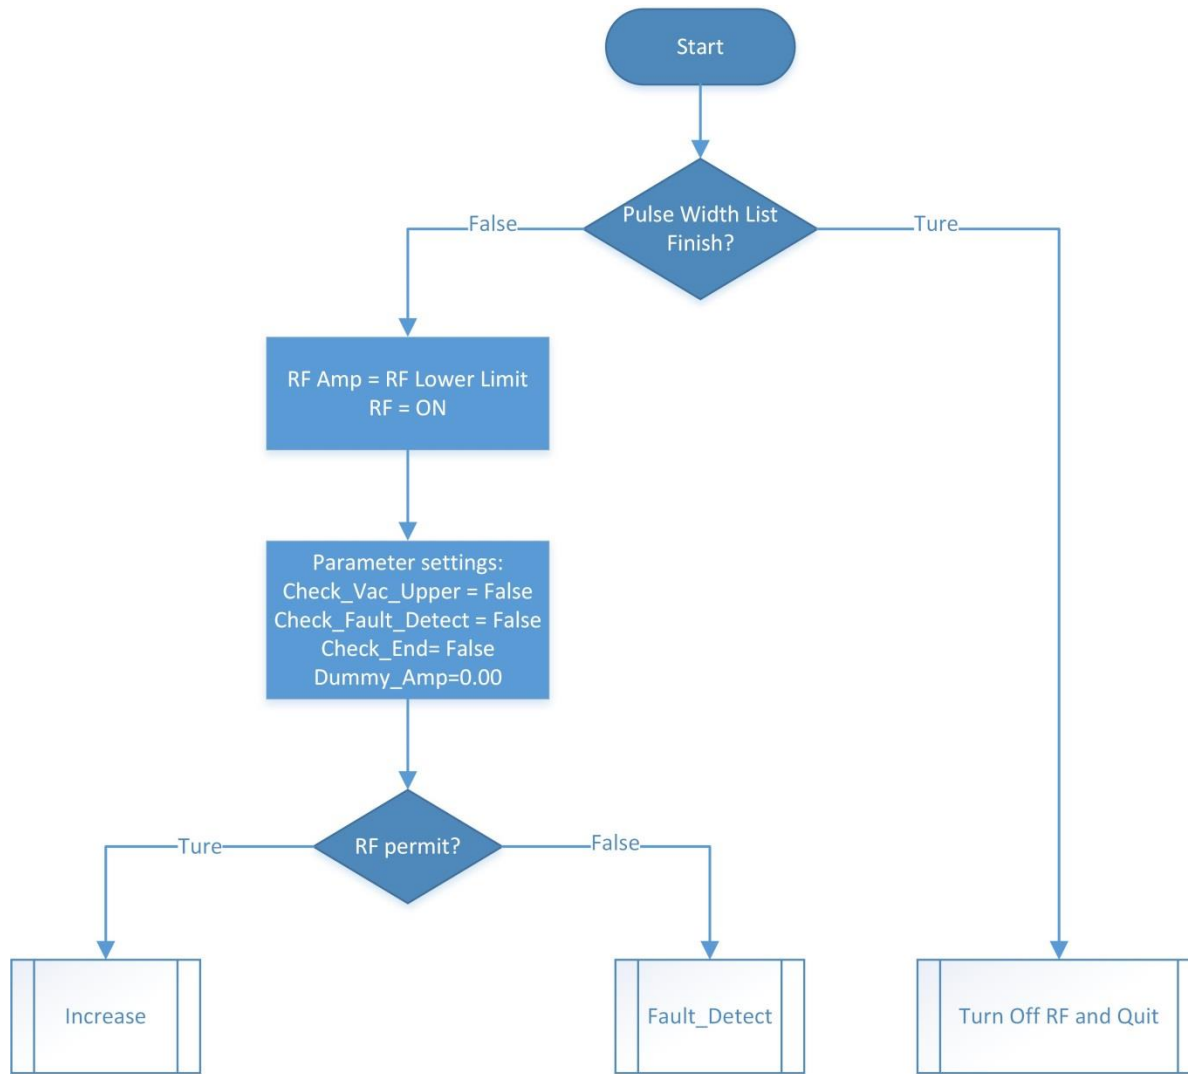 Start
Pulse Width List
Finish?
False
Ture
RF Amp = RF Lower Limit
RF = ON
Parameter settings:
Check_Vac_Upper = False
Check_Fault_Detect = False
Check_End= False
Dummy_Amp=0.00
RF permit?
Ture
False
Increase
Fault_Detect
Turn Off RF and Quit